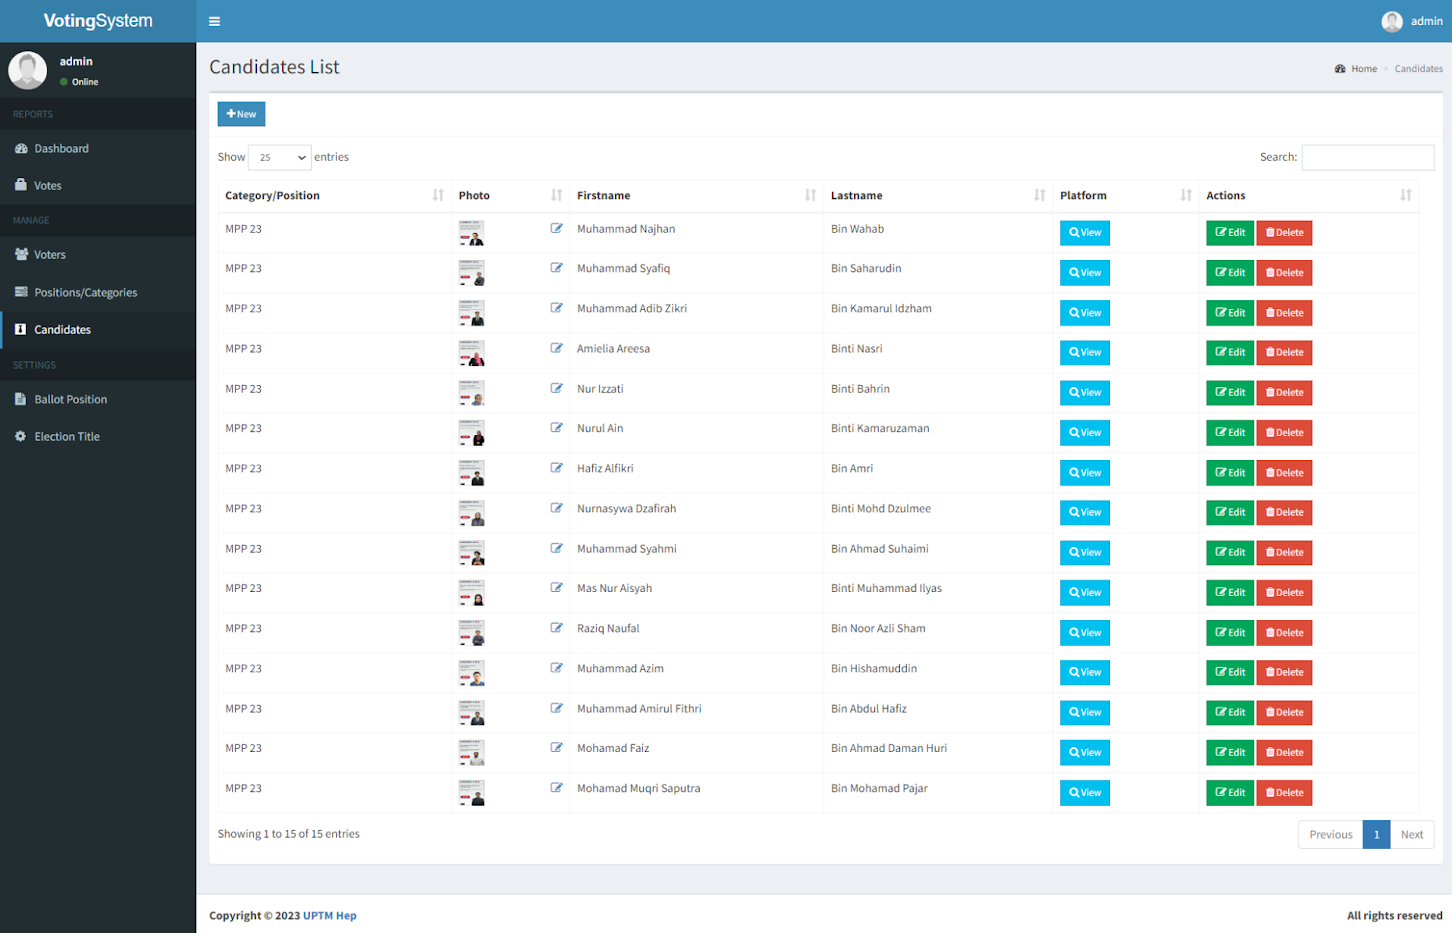 VotingSystem
admin
admin
Online
REPORTS
Dashboard
Votes
MANAGE
Voters
Positions/Categories
Candidates
SETTINGS
Ballot Position
Election Title
Candidates List
Home > Candidates
New
Show 25 entries
Search:
Category/Position Photo Firstname Lastname Platform Actions
MPP 23 Muhammad Najhan Bin Wahab View Edit Delete
MPP 23 Muhammad Syafiq Bin Saharudin View Edit Delete
MPP 23 Muhammad Adib Zikri Bin Kamarul Idzham View Edit Delete
MPP 23 Amielia Areesa Binti Nasri View Edit Delete
MPP 23 Nur Izzati Binti Bahrin View Edit Delete
MPP 23 Nurul Ain Binti Kamaruzaman View Edit Delete
MPP 23 Hafiz Alfikri Bin Amri View Edit Delete
MPP 23 Nurnasywa Dzafirah Binti Mohd Dzulmee View Edit Delete
MPP 23 Muhammad Syahmi Bin Ahmad Suhaimi View Edit Delete
MPP 23 Mas Nur Aisyah Binti Muhammad Ilyas View Edit Delete
MPP 23 Raziq Naufal Bin Noor Azli Sham View Edit Delete
MPP 23 Muhammad Azim Bin Hishamuddin View Edit Delete
MPP 23 Muhammad Amirul Fithri Bin Abdul Hafiz View Edit Delete
MPP 23 Mohamad Faiz Bin Ahmad Daman Huri View Edit Delete
MPP 23 Mohamad Muqri Saputra Bin Mohamad Pajar View Edit Delete
Showing 1 to 15 of 15 entries
Previous 1 Next
Copyright © 2023 UPTM Hep
All rights reserved